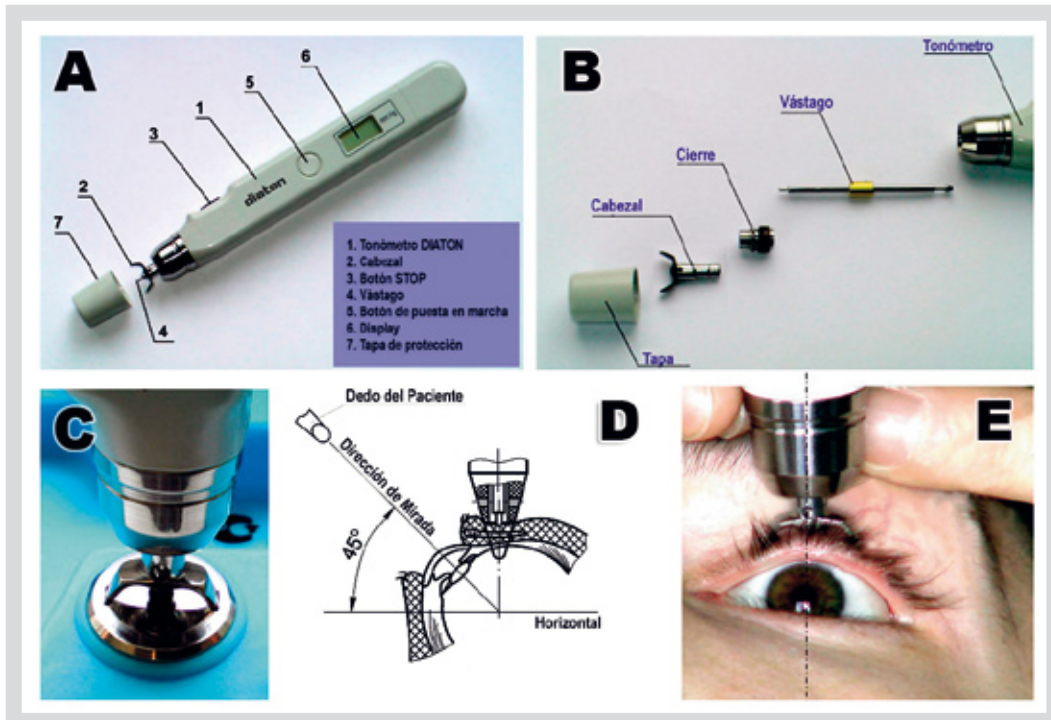 A
6
5
1
3
2
7
4
diaton
mmHg
1. Tonómetro DIATON
2. Cabezal
3. Botón STOP
4. Vástago
5. Botón de puesta en marcha
6. Display
7. Tapa de protección
B
Tonómetro
Vástago
Cierre
Cabezal
Tapa
C
D
Dedo del Paciente
Dirección de Mirada
45°
Horizontal
E